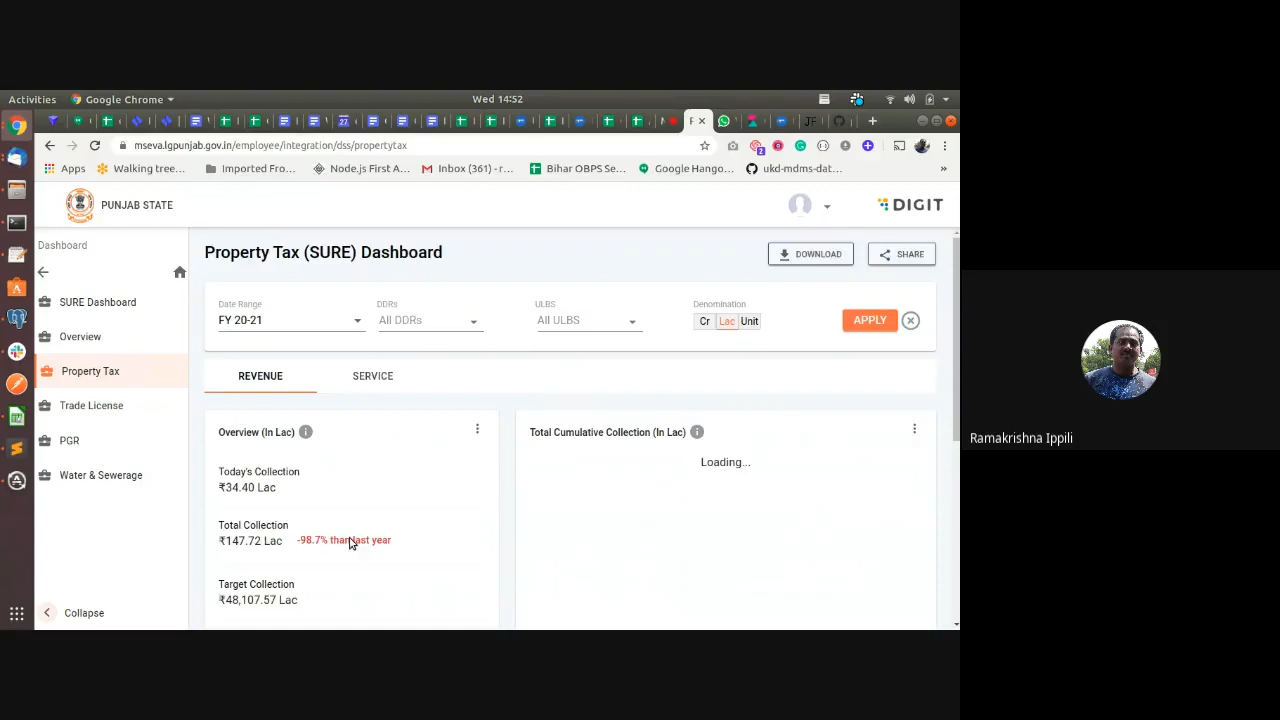 Activities
Google Chrome
Wed 14:52
27
JF
mseva.lgpunjab.gov.in/employee/integration/dss/propertytax
2
Apps
Walking tree...
Imported Fro...
Node.js First A...
Inbox (361) - r...
Bihar OBPS Se...
Google Hango...
ukd-mdms-dat...
»
PUNJAB STATE
DIGIT
Dashboard
SURE Dashboard
Overview
Property Tax
Trade License
PGR
Water & Sewerage
Collapse
Property Tax (SURE) Dashboard
DOWNLOAD
SHARE
Date Range
FY 20-21
DDRs
All DDRs
ULBS
All ULBS
Denomination
Cr Lac Unit
APPLY
REVENUE
SERVICE
Overview (In Lac)
Today's Collection
₹34.40 Lac
Total Collection
₹147.72 Lac -98.7% than last year
Target Collection
₹48,107.57 Lac
Total Cumulative Collection (In Lac)
Loading...
Ramakrishna Ippili